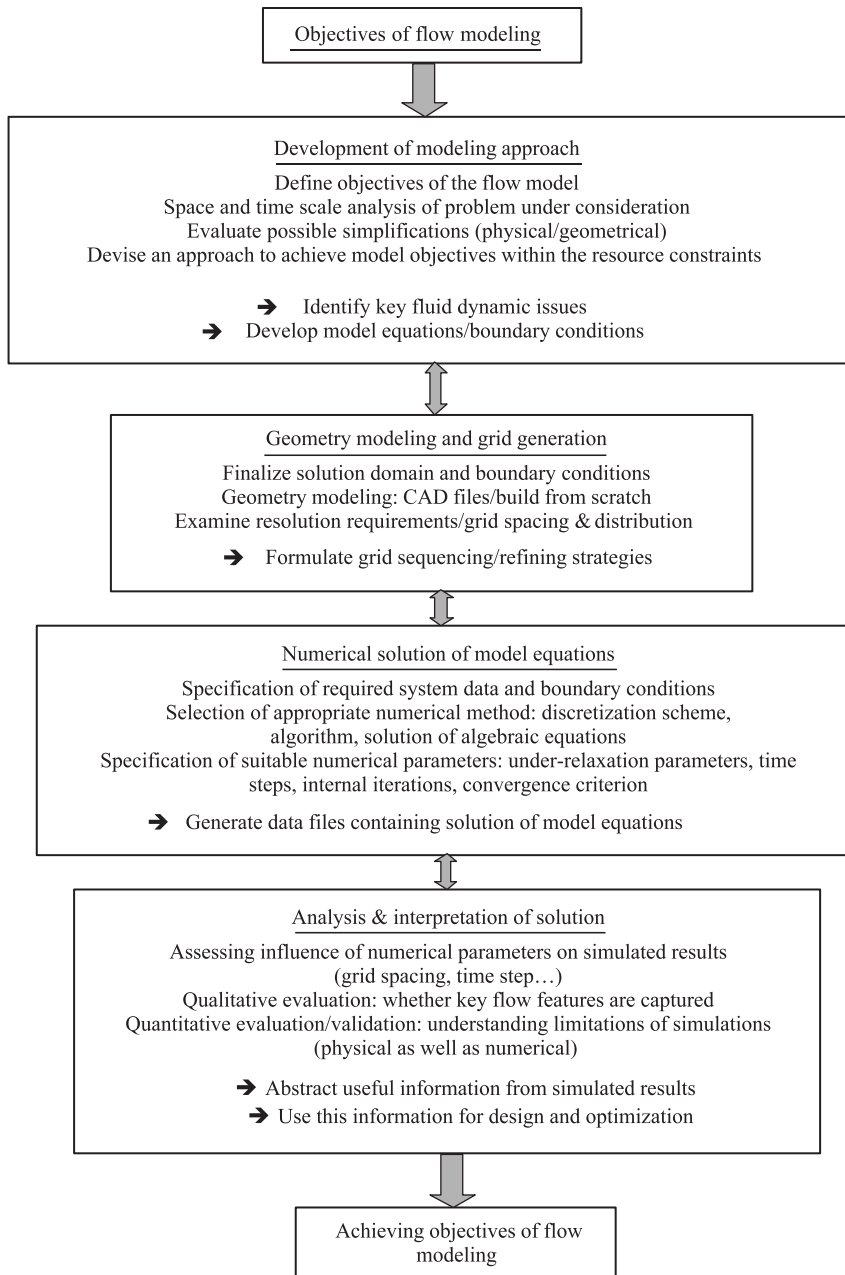 Objectives of flow modeling
Development of modeling approach
Define objectives of the flow model
Space and time scale analysis of problem under consideration
Evaluate possible simplifications (physical/geometrical)
Devise an approach to achieve model objectives within the resource constraints
➔ Identify key fluid dynamic issues
➔ Develop model equations/boundary conditions
Geometry modeling and grid generation
Finalize solution domain and boundary conditions
Geometry modeling: CAD files/build from scratch
Examine resolution requirements/grid spacing & distribution
➔ Formulate grid sequencing/refining strategies
Numerical solution of model equations
Specification of required system data and boundary conditions
Selection of appropriate numerical method: discretization scheme,
algorithm, solution of algebraic equations
Specification of suitable numerical parameters: under-relaxation parameters, time
steps, internal iterations, convergence criterion
➔ Generate data files containing solution of model equations
Analysis & interpretation of solution
Assessing influence of numerical parameters on simulated results
(grid spacing, time step…)
Qualitative evaluation: whether key flow features are captured
Quantitative evaluation/validation: understanding limitations of simulations
(physical as well as numerical)
➔ Abstract useful information from simulated results
➔ Use this information for design and optimization
Achieving objectives of flow
modeling